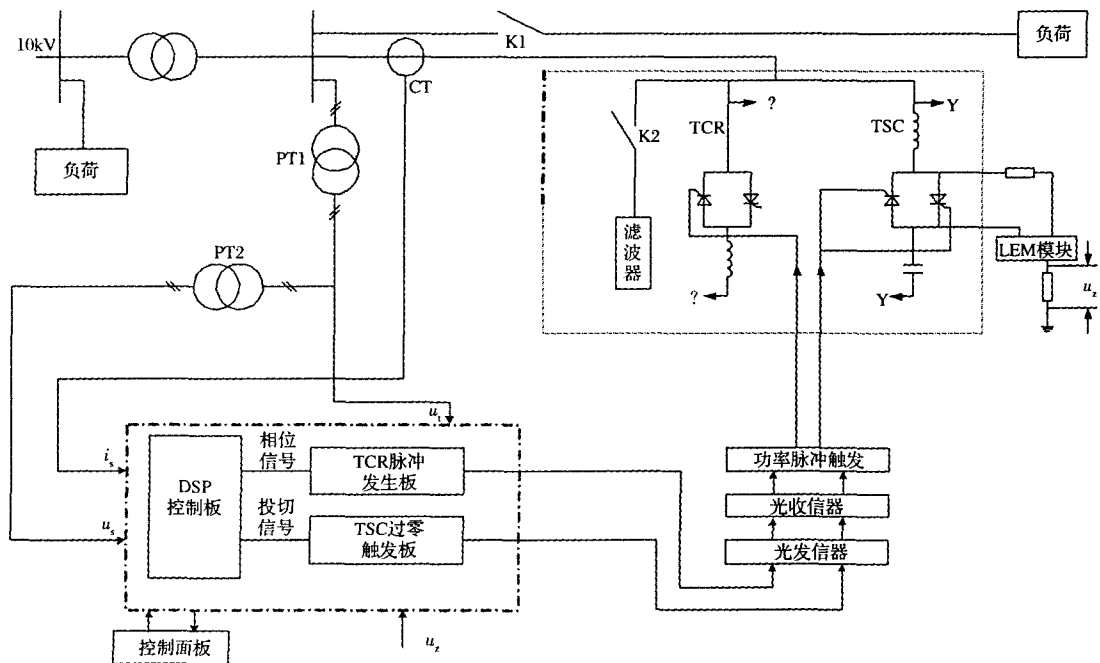 10kV
K1
负荷
CT
负荷
PT1
PT2
K2
TCR
?
TSC
Y
滤
波
器
?
Y
LEM模块
u_z
u_t
i_s
u_s
DSP
控制板
相位
信号
TCR脉冲
发生板
投切
信号
TSC过零
触发板
功率脉冲触发
光收信器
光发信器
控制面板
u_z